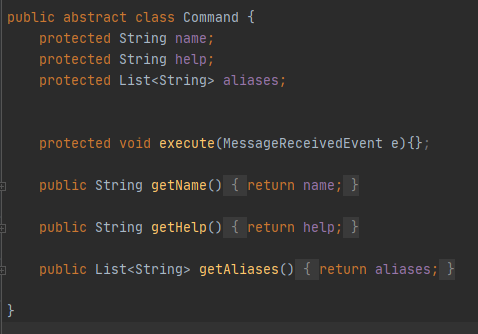 public abstract class Command {
protected String name;
protected String help;
protected List<String> aliases;
protected void execute(MessageReceivedEvent e){};
public String getName() { return name; }
public String getHelp() { return help; }
public List<String> getAliases() { return aliases; }
}